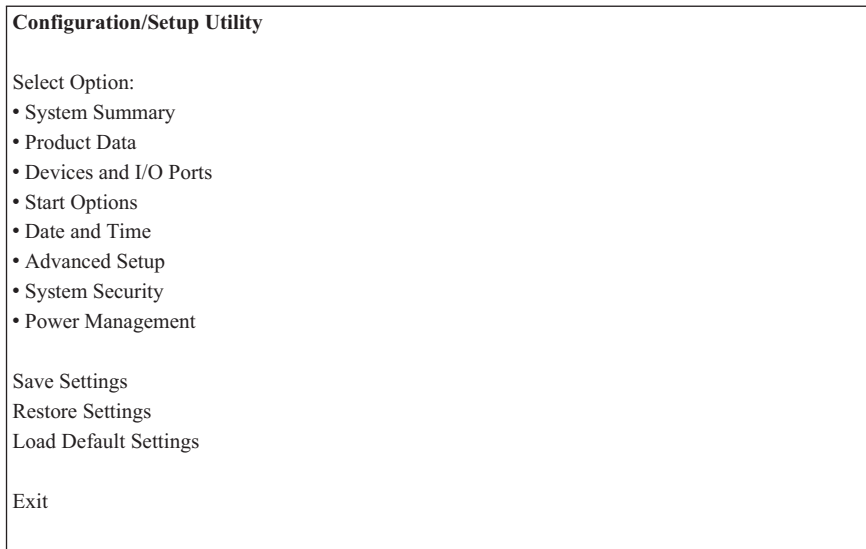 Configuration/Setup Utility
Select Option:
• System Summary
• Product Data
• Devices and I/O Ports
• Start Options
• Date and Time
• Advanced Setup
• System Security
• Power Management
Save Settings
Restore Settings
Load Default Settings
Exit